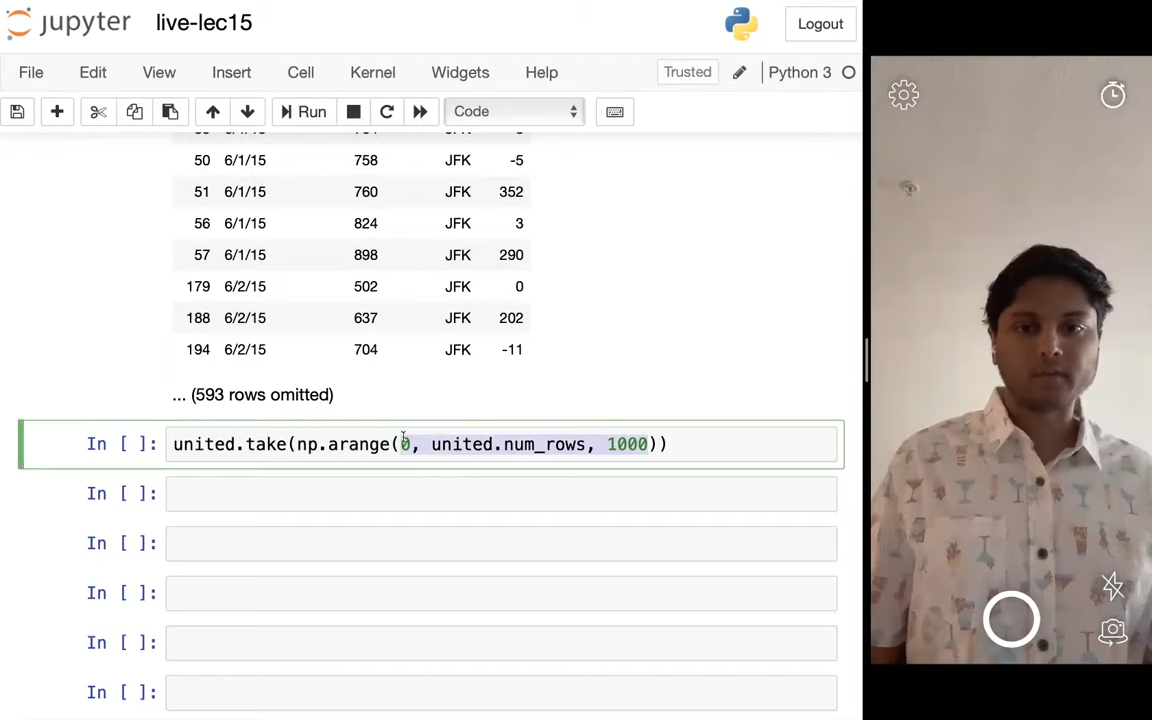 jupyter live-lec15 Logout
File Edit View Insert Cell Kernel Widgets Help Trusted Python 3
Run Code
50 6/1/15 758 JFK -5
51 6/1/15 760 JFK 352
56 6/1/15 824 JFK 3
57 6/1/15 898 JFK 290
179 6/2/15 502 JFK 0
188 6/2/15 637 JFK 202
194 6/2/15 704 JFK -11
... (593 rows omitted)
In [ ]: united.take(np.arange(0, united.num_rows, 1000))
In [ ]:
In [ ]:
In [ ]:
In [ ]:
In [ ]: